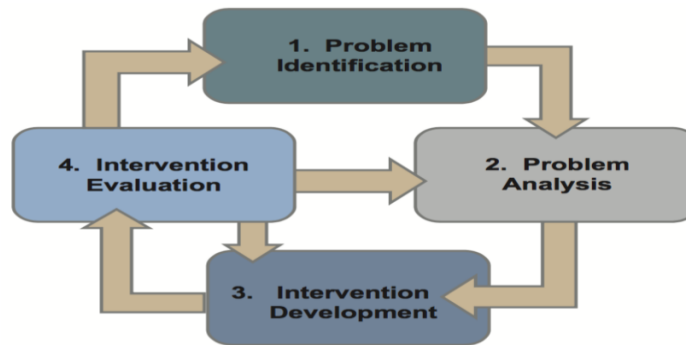 1. Problem
Identification
4. Intervention
Evaluation
2. Problem
Analysis
3. Intervention
Development